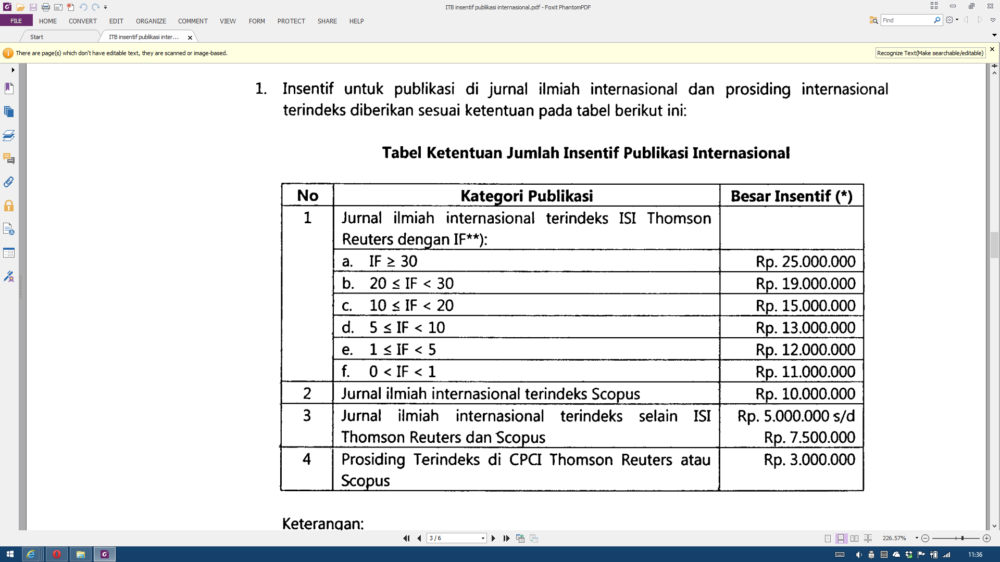 ITB insentif publikasi internasional.pdf - Foxit PhantomPDF
FILE HOME CONVERT EDIT ORGANIZE COMMENT VIEW FORM PROTECT SHARE HELP
Find
Start
ITB insentif publikasi inter...
There are page(s) which don't have editable text, they are scanned or image-based.
Recognize Text(Make searchable/editable)
1. Insentif untuk publikasi di jurnal ilmiah internasional dan prosiding internasional
terindeks diberikan sesuai ketentuan pada tabel berikut ini:
Tabel Ketentuan Jumlah Insentif Publikasi Internasional
No Kategori Publikasi Besar Insentif (*)
1 Jurnal ilmiah internasional terindeks ISI Thomson
Reuters dengan IF**):
a. IF ≥ 30 Rp. 25.000.000
b. 20 ≤ IF < 30 Rp. 19.000.000
c. 10 ≤ IF < 20 Rp. 15.000.000
d. 5 ≤ IF < 10 Rp. 13.000.000
e. 1 ≤ IF < 5 Rp. 12.000.000
f. 0 < IF < 1 Rp. 11.000.000
2 Jurnal ilmiah internasional terindeks Scopus Rp. 10.000.000
3 Jurnal ilmiah internasional terindeks selain ISI Rp. 5.000.000 s/d
Thomson Reuters dan Scopus Rp. 7.500.000
4 Prosiding Terindeks di CPCI Thomson Reuters atau Rp. 3.000.000
Scopus
Keterangan:
3 / 6
226.57%
11:36